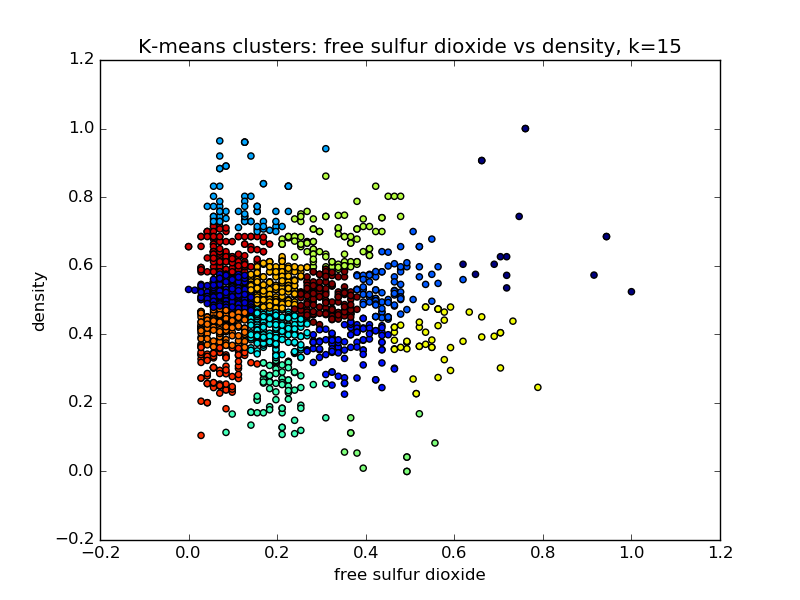 K-means clusters: free sulfur dioxide vs density, k=15
1.2
1.0
0.8
0.6
0.4
0.2
0.0
−0.2
density
−0.2 0.0 0.2 0.4 0.6 0.8 1.0 1.2
free sulfur dioxide